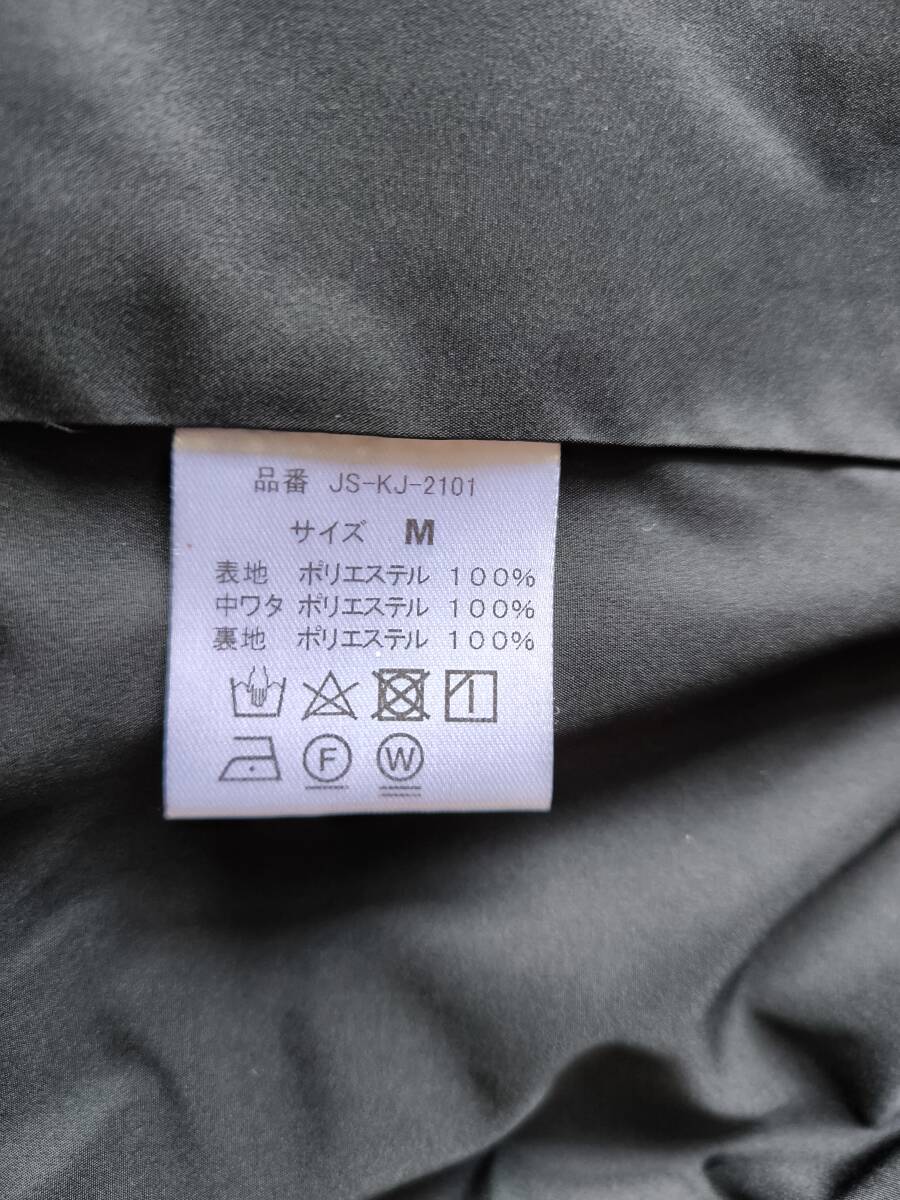 品番 JS-KJ-2101
サイズ M
表地 ポリエステル 100%
中ワタ ポリエステル 100%
裏地 ポリエステル 100%
F W